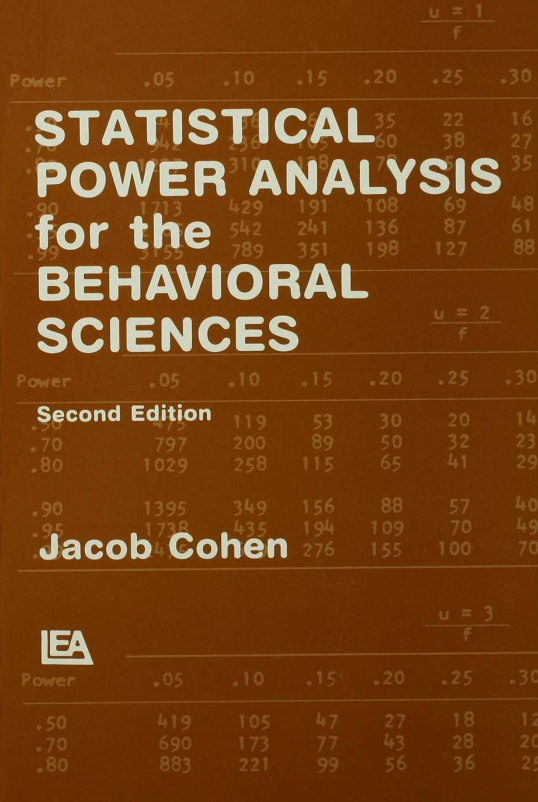 u = 1
f
Power .05 .10 .15 .20 .25 .30
STATISTICAL 35 22 16
POWER ANALYSIS
for the
.90 1713 429 191 108 69 48
542 241 136 87 61
.99 3155 789 351 198 127 88
BEHAVIORAL
SCIENCES
u = 2
f
Power .05 .10 .15 .20 .25 .30
Second Edition
119 53 30 20 14
.70 797 200 89 50 32 23
.80 1029 258 115 65 41 29
.90 1395 349 156 88 57 40
.95 1738 435 194 109 70 49
Jacob Cohen
276 155 100 70
u = 3
f
LEA
Power .05 .10 .15 .20 .25 .30
.50 419 105 47 27 18 12
.70 690 173 77 43 28 20
.80 883 221 99 56 36 25